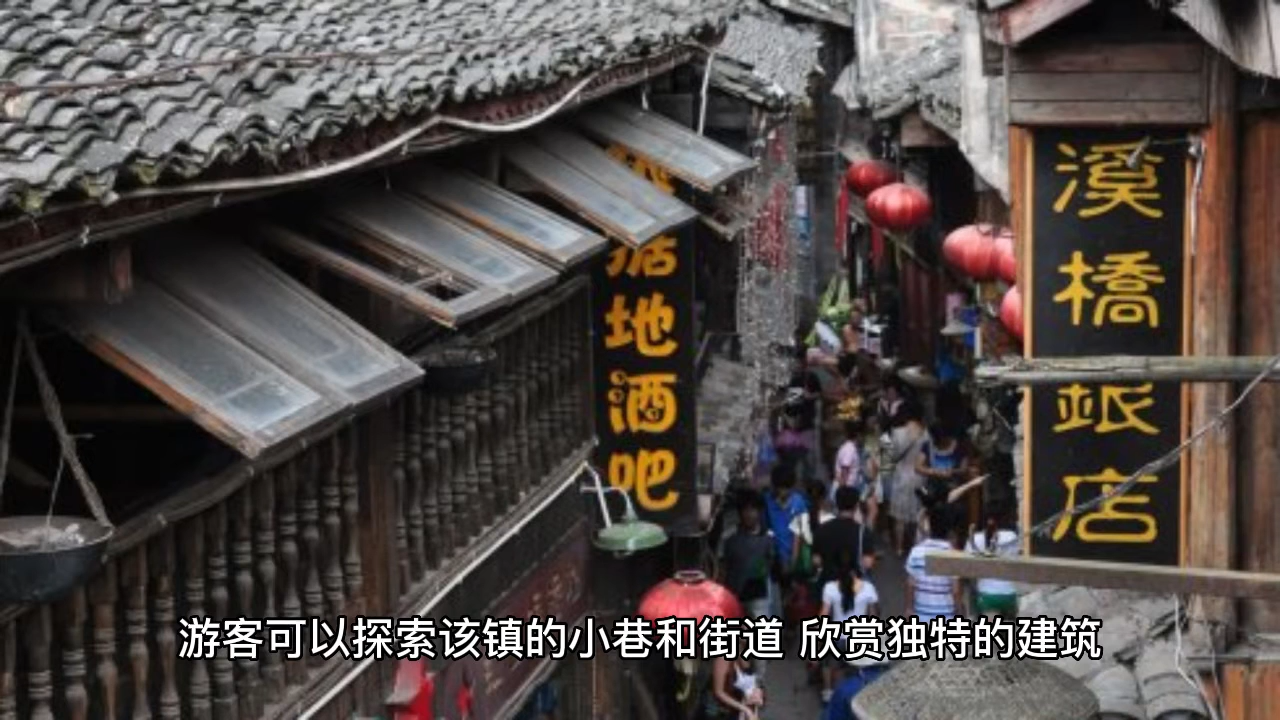 据地酒吧
溪橋銀店
游客可以探索该镇的小巷和街道 欣赏独特的建筑